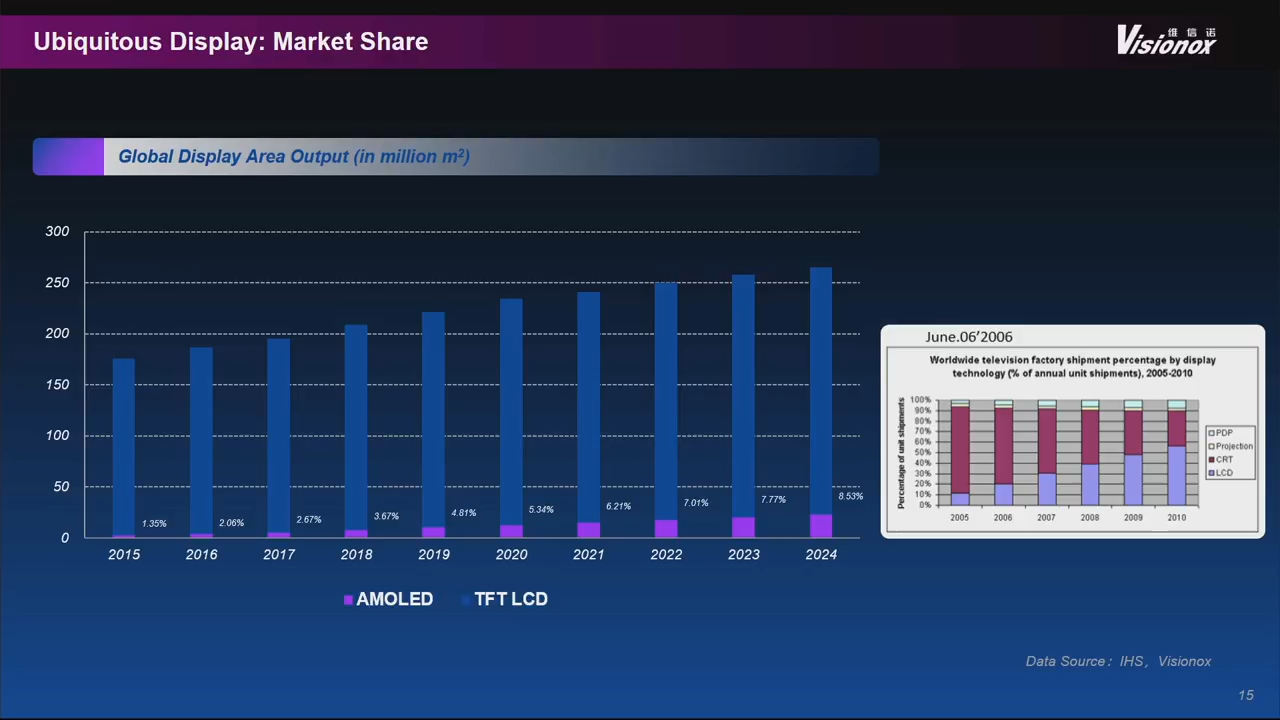 Ubiquitous Display: Market Share
维信诺
Visionox
Global Display Area Output (in million m²)
300
250
200
150
100
50
0
1.35%
2.06%
2.67%
3.67%
4.81%
5.34%
6.21%
7.01%
7.77%
8.53%
2015 2016 2017 2018 2019 2020 2021 2022 2023 2024
AMOLED TFT LCD
June.06’2006
Worldwide television factory shipment percentage by display
technology (% of annual unit shipments), 2005-2010
Percentage of unit shipments
100%
90%
80%
70%
60%
50%
40%
30%
20%
10%
0%
2005 2006 2007 2008 2009 2010
PDP
Projection
CRT
LCD
Data Source：IHS，Visionox
15